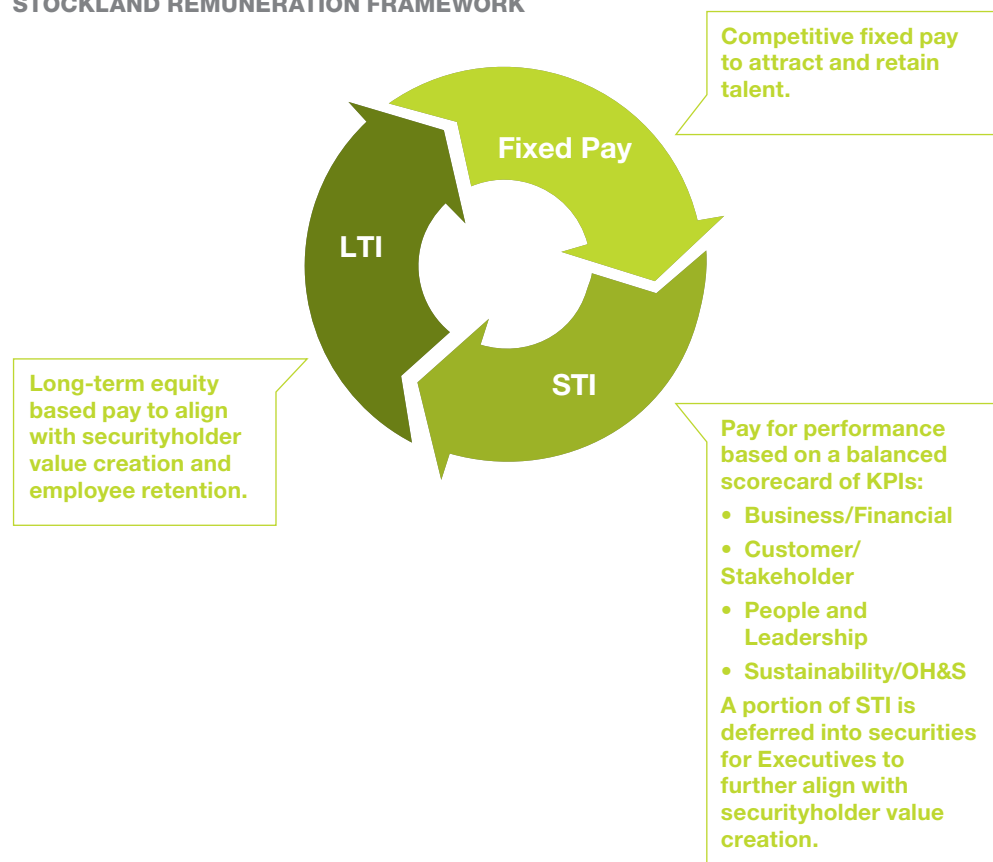 STOCKLAND REMUNERATION FRAMEWORK
Competitive fixed pay
to attract and retain
talent.
Fixed Pay
LTI
STI
Long-term equity
based pay to align
with securityholder
value creation and
employee retention.
Pay for performance
based on a balanced
scorecard of KPIs:
• Business/Financial
• Customer/
Stakeholder
• People and
Leadership
• Sustainability/OH&S
A portion of STI is
deferred into securities
for Executives to
further align with
securityholder value
creation.